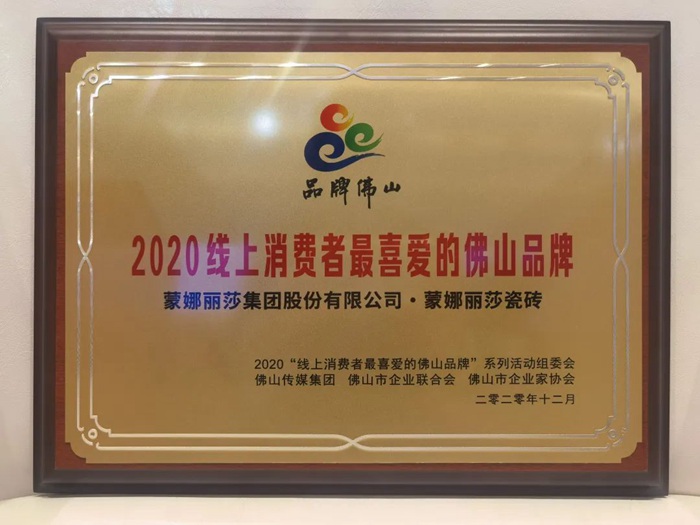 品牌佛山
2020线上消费者最喜爱的佛山品牌
蒙娜丽莎集团股份有限公司·蒙娜丽莎瓷砖
2020“线上消费者最喜爱的佛山品牌”系列活动组委会
佛山传媒集团 佛山市企业联合会 佛山市企业家协会
二零二零年十二月